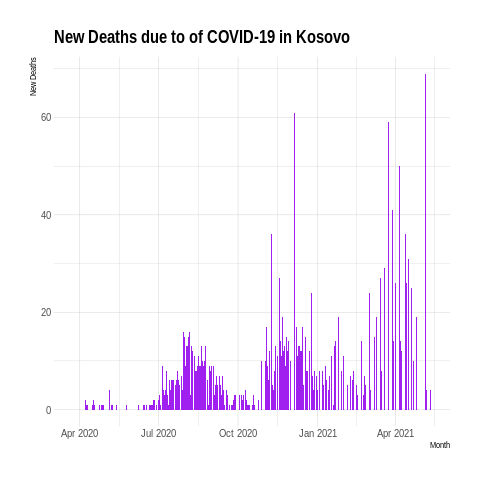 New Deaths due to of COVID-19 in Kosovo
New Deaths
60
40
20
0
Apr 2020 Jul 2020 Oct 2020 Jan 2021 Apr 2021
Month